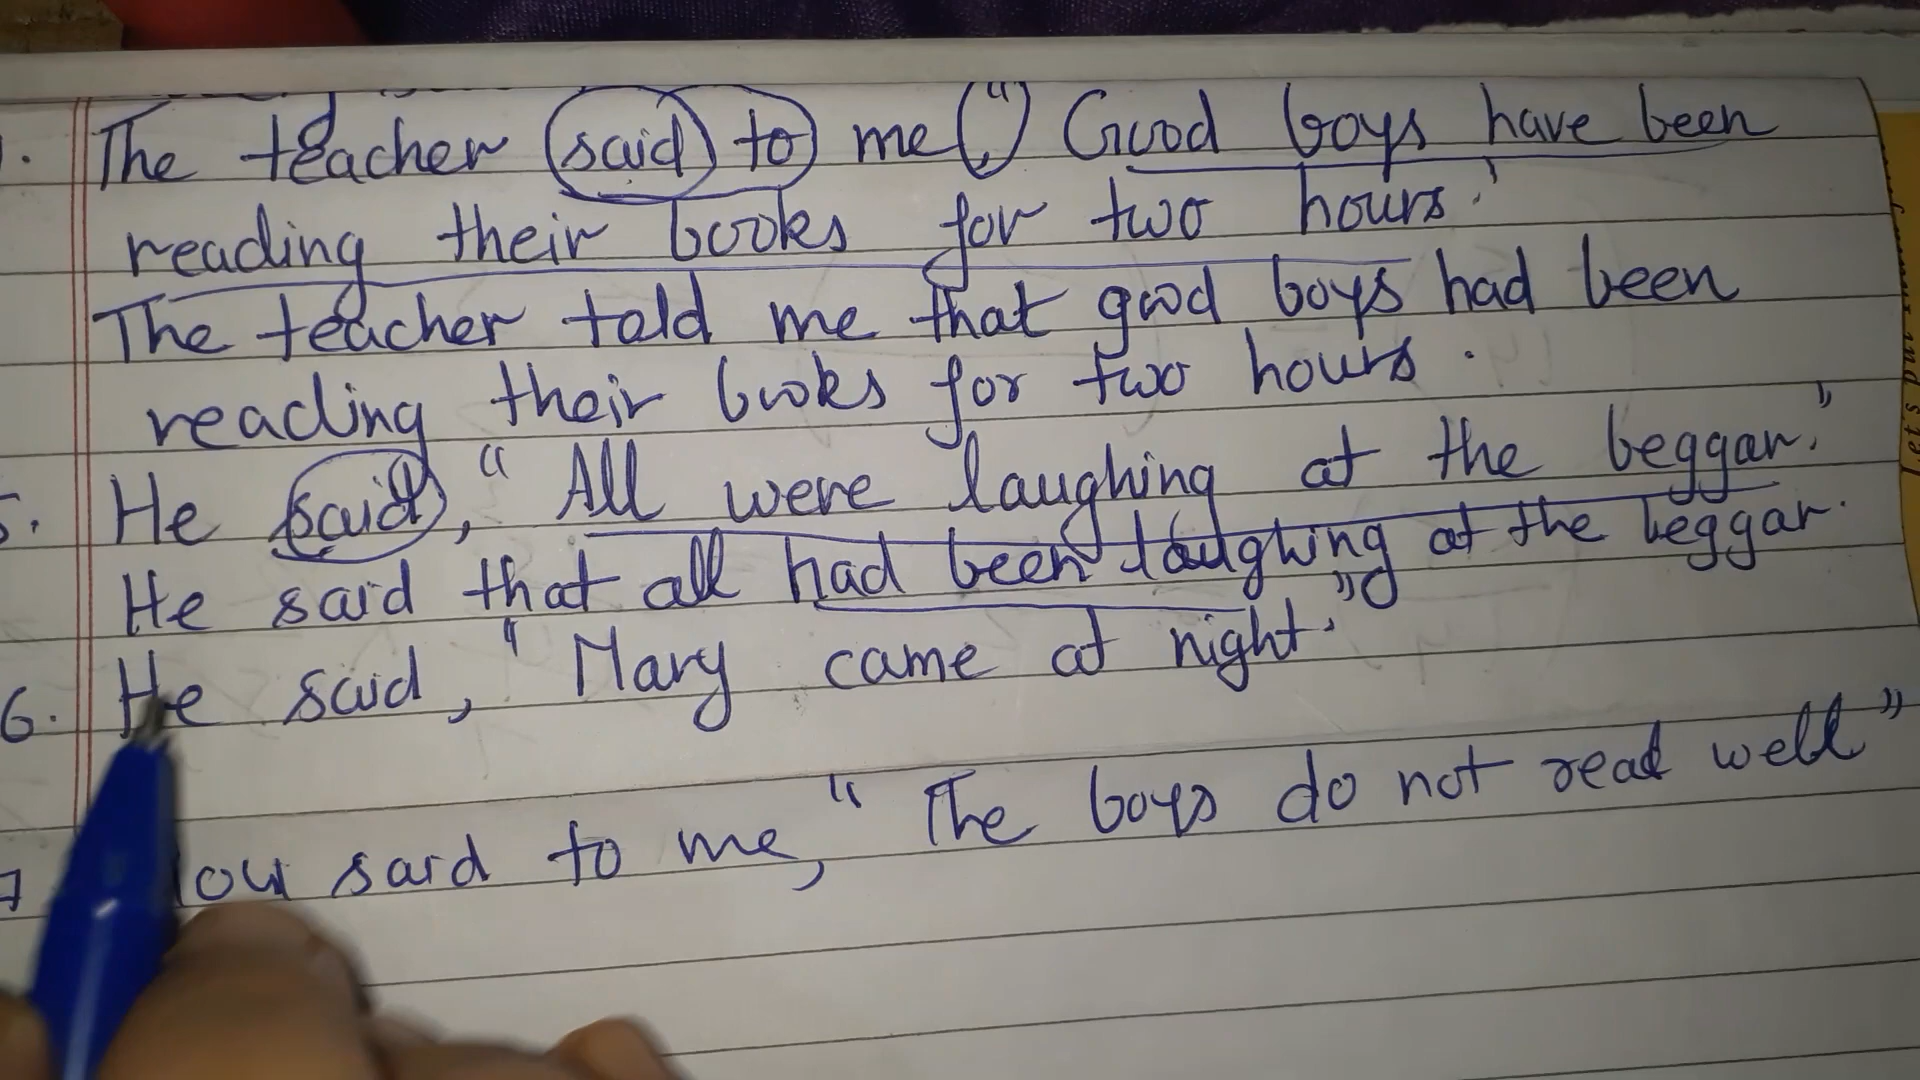 . The teacher said to me, " Good boys have been
reading their books for two hours."
The teacher told me that good boys had been
reading their books for two hours.
5. He said, " All were laughing at the beggar."
He said that all had been laughing at the beggar.
6. He said, " Mary came at night."
7 said to me, " The boys do not read well"